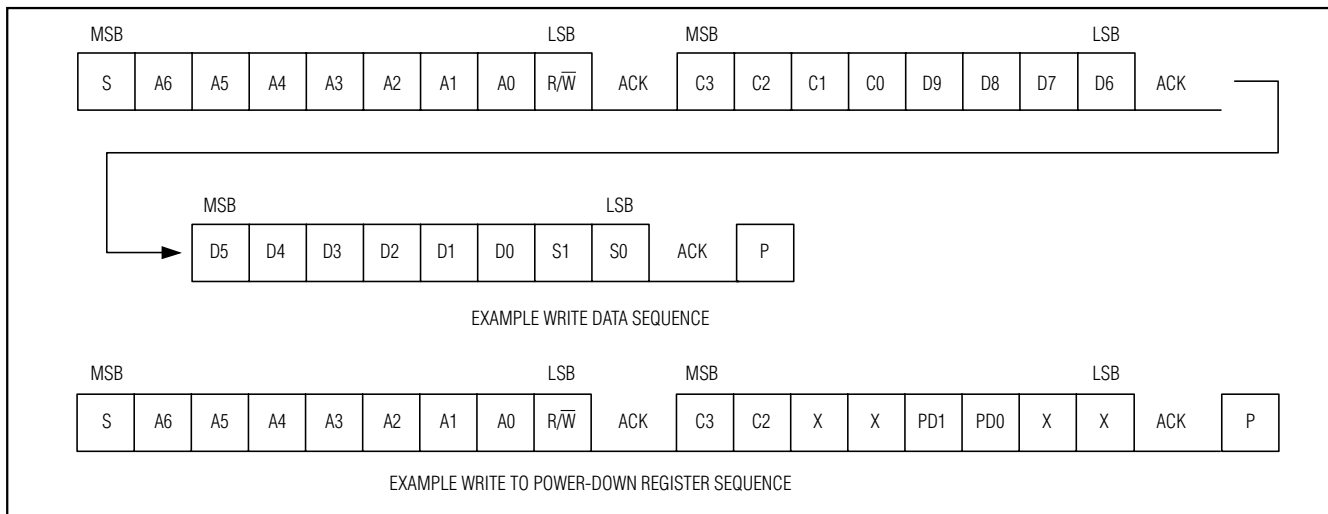 MSB LSB MSB LSB
S A6 A5 A4 A3 A2 A1 A0 R/W̅ ACK C3 C2 C1 C0 D9 D8 D7 D6 ACK
MSB LSB
D5 D4 D3 D2 D1 D0 S1 S0 ACK P
EXAMPLE WRITE DATA SEQUENCE
MSB LSB MSB LSB
S A6 A5 A4 A3 A2 A1 A0 R/W̅ ACK C3 C2 X X PD1 PD0 X X ACK P
EXAMPLE WRITE TO POWER-DOWN REGISTER SEQUENCE